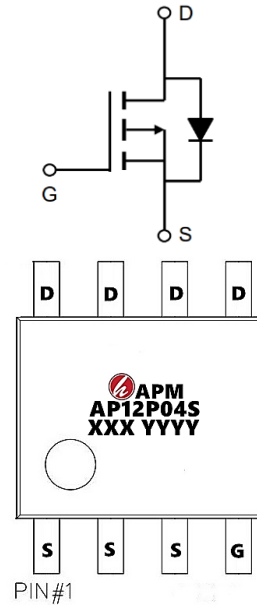 D
G
S
D D D D
APM
AP12P04S
XXX YYYY
S S S G
PIN#1